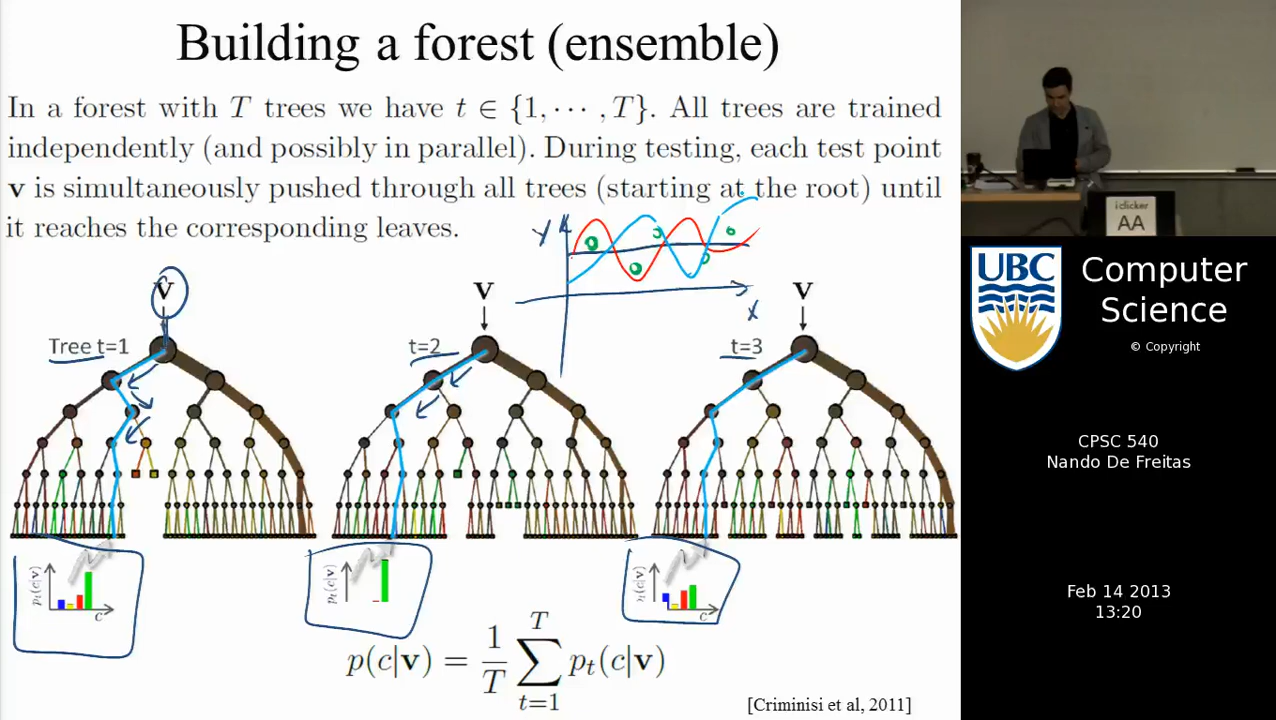 Building a forest (ensemble)
In a forest with T trees we have t ∈ {1, ··· , T}. All trees are trained
independently (and possibly in parallel). During testing, each test point
v is simultaneously pushed through all trees (starting at the root) until
it reaches the corresponding leaves.
y
x
v
v
v
Tree t=1
t=2
t=3
p_t(c|v)
c
p_t(c|v)
c
p(c|v) = 1/T ∑_{t=1}^{T} p_t(c|v)
[Criminisi et al, 2011]
iclicker
AA
UBC
Computer
Science
© Copyright
CPSC 540
Nando De Freitas
Feb 14 2013
13:20